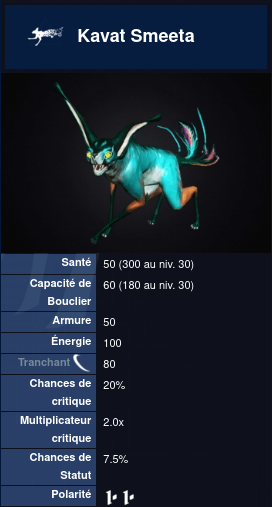 Kavat Smeeta
Santé 50 (300 au niv. 30)
Capacité de 60 (180 au niv. 30)
Bouclier
Armure 50
Énergie 100
Tranchant 80
Chances de 20%
critique
Multiplicateur 2.0x
critique
Chances de 7.5%
Statut
Polarité